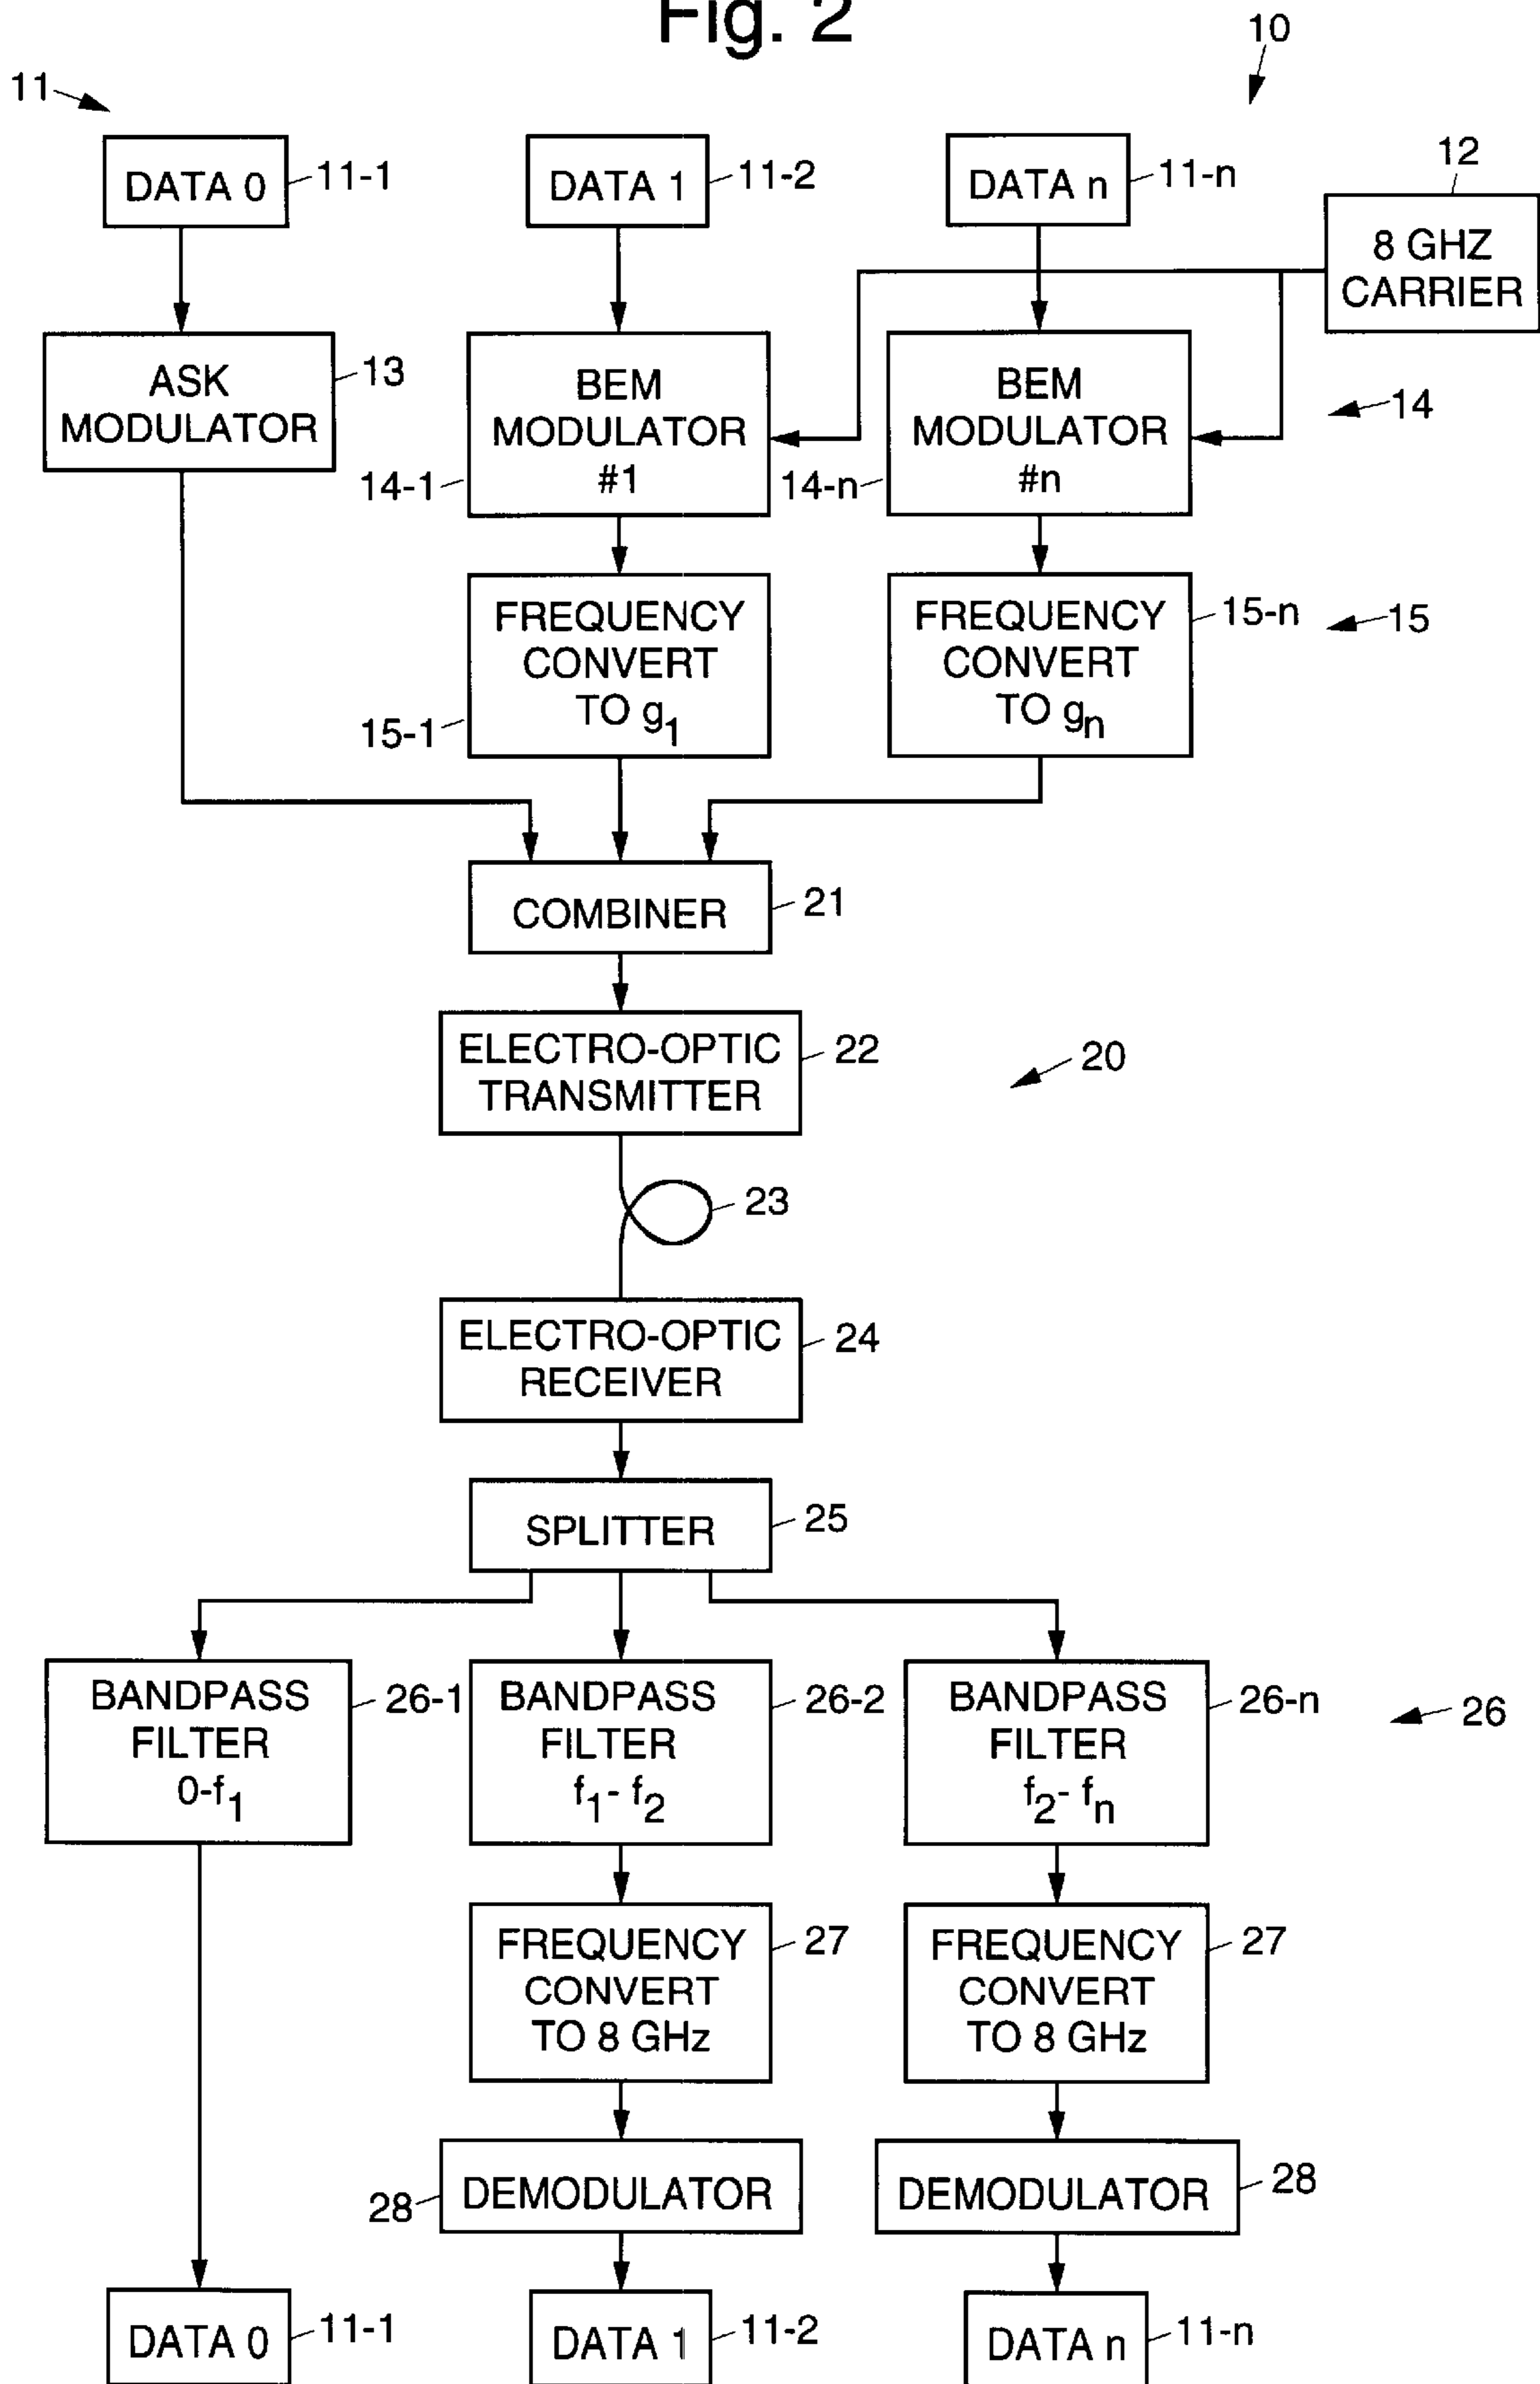 Fig. 2
10
11
DATA 0
11-1
DATA 1
11-2
DATA n
11-n
12
8 GHZ
CARRIER
ASK
MODULATOR
13
BEM
MODULATOR
#1
14-1
BEM
MODULATOR
#n
14-n
14
FREQUENCY
CONVERT
TO g1
15-1
FREQUENCY
CONVERT
TO gn
15-n
15
COMBINER
21
ELECTRO-OPTIC
TRANSMITTER
22
20
23
ELECTRO-OPTIC
RECEIVER
24
SPLITTER
25
BANDPASS
FILTER
0-f1
26-1
BANDPASS
FILTER
f1- f2
26-2
BANDPASS
FILTER
f2- fn
26-n
26
FREQUENCY
CONVERT
TO 8 GHz
27
FREQUENCY
CONVERT
TO 8 GHz
27
DEMODULATOR
28
DEMODULATOR
28
DATA 0
11-1
DATA 1
11-2
DATA n
11-n